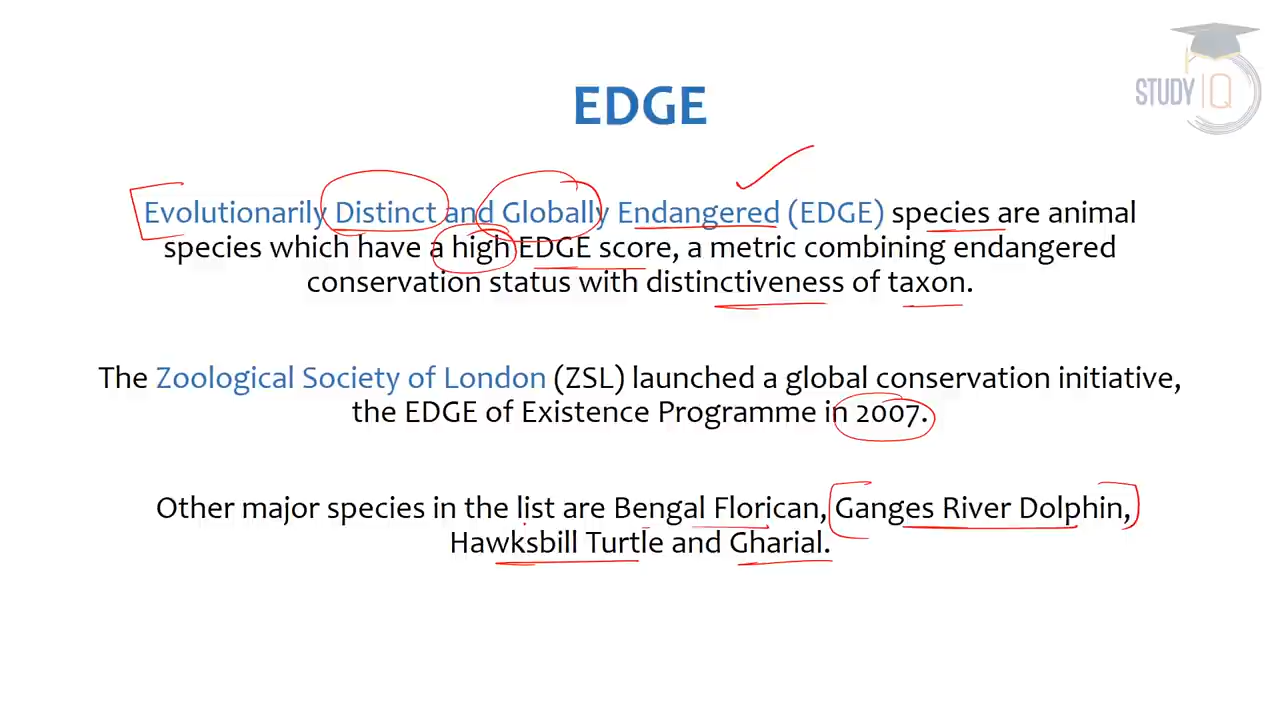 STUDY IQ
EDGE
Evolutionarily Distinct and Globally Endangered (EDGE) species are animal
species which have a high EDGE score, a metric combining endangered
conservation status with distinctiveness of taxon.
The Zoological Society of London (ZSL) launched a global conservation initiative,
the EDGE of Existence Programme in 2007.
Other major species in the list are Bengal Florican, Ganges River Dolphin,
Hawksbill Turtle and Gharial.